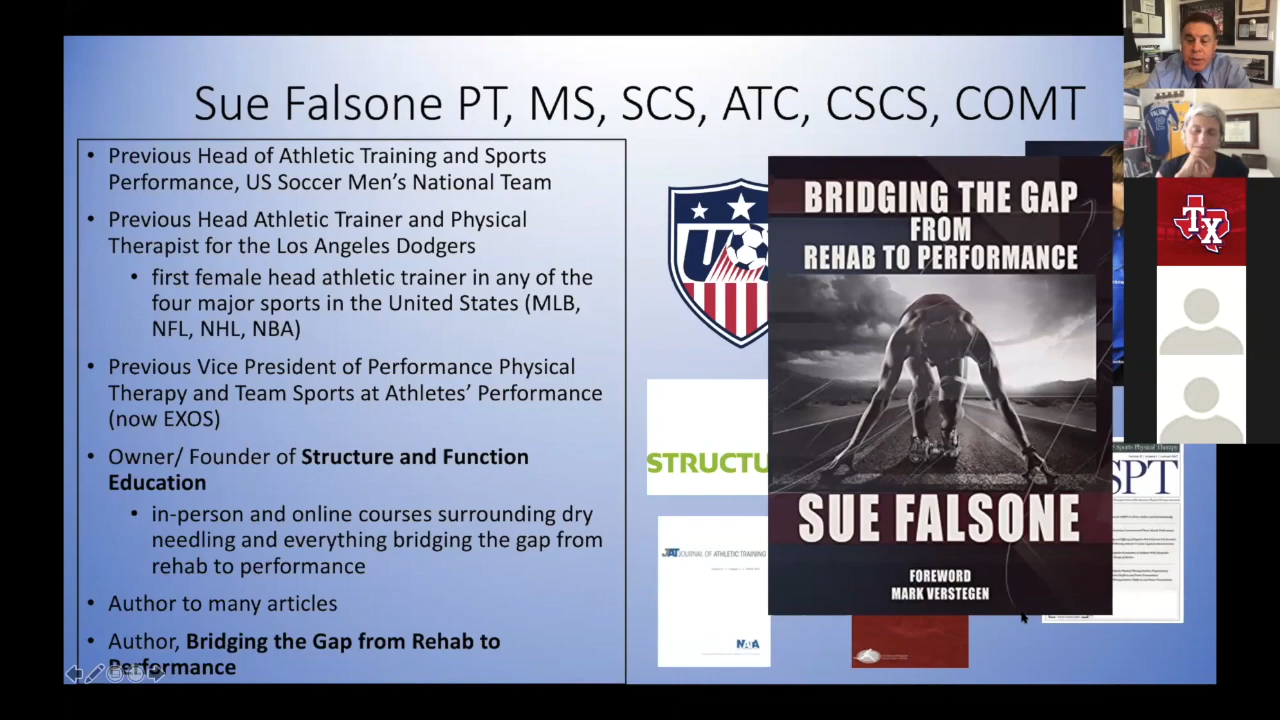 Sue Falsone PT, MS, SCS, ATC, CSCS, COMT
• Previous Head of Athletic Training and Sports
Performance, US Soccer Men's National Team
• Previous Head Athletic Trainer and Physical
Therapist for the Los Angeles Dodgers
• first female head athletic trainer in any of the
four major sports in the United States (MLB,
NFL, NHL, NBA)
• Previous Vice President of Performance Physical
Therapy and Team Sports at Athletes' Performance
(now EXOS)
• Owner/ Founder of Structure and Function
Education
• in-person and online courses surrounding dry
needling and everything bridging the gap from
rehab to performance
• Author to many articles
• Author, Bridging the Gap from Rehab to
Performance
STRUCTU
JAT JOURNAL OF ATHLETIC TRAINING
NATA
BRIDGING THE GAP
FROM
REHAB TO PERFORMANCE
SUE FALSONE
FOREWORD
MARK VERSTEGEN
Sports Physical Therapy
SPT
FALSONE
12
TX